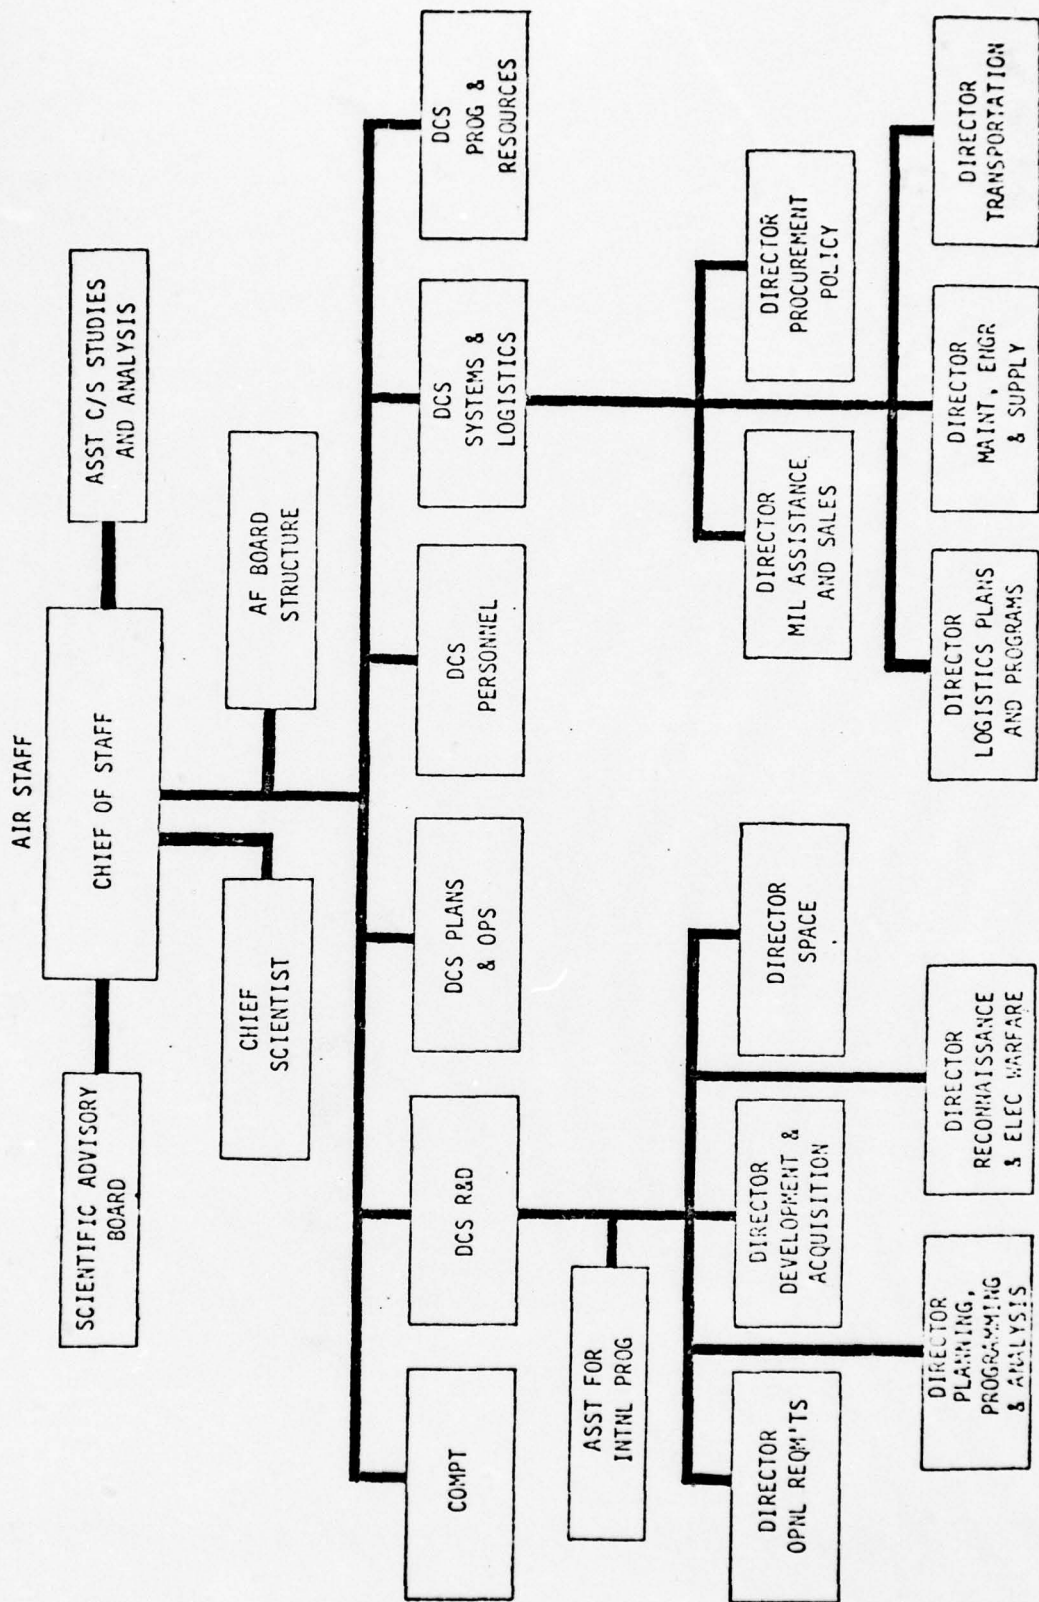 AIR STAFF
SCIENTIFIC ADVISORY
BOARD
CHIEF OF STAFF
ASST C/S STUDIES
AND ANALYSIS
CHIEF
SCIENTIST
AF BOARD
STRUCTURE
COMPT
DCS R&D
DCS PLANS
& OPS
DCS
PERSONNEL
DCS
SYSTEMS &
LOGISTICS
DCS
PROG &
RESOURCES
ASST FOR
INTNL PROG
DIRECTOR
OPNL REQM'TS
DIRECTOR
DEVELOPMENT &
ACQUISITION
DIRECTOR
SPACE
DIRECTOR
MIL ASSISTANCE
AND SALES
DIRECTOR
PROCUREMENT
POLICY
DIRECTOR
PLANNING,
PROGRAMMING
& ANALYSIS
DIRECTOR
RECONNAISSANCE
& ELEC WARFARE
DIRECTOR
LOGISTICS PLANS
AND PROGRAMS
DIRECTOR
MAINT, ENGR
& SUPPLY
DIRECTOR
TRANSPORTATION